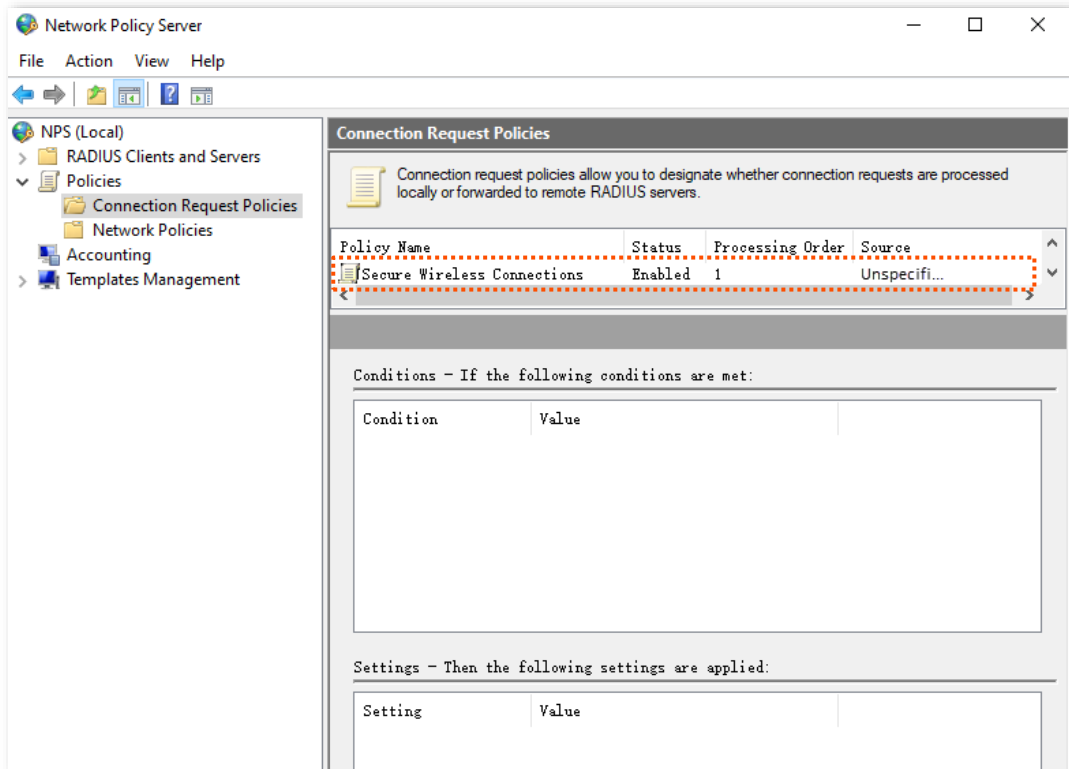 Network Policy Server
File Action View Help
NPS (Local)
RADIUS Clients and Servers
Policies
Connection Request Policies
Network Policies
Accounting
Templates Management
Connection Request Policies
Connection request policies allow you to designate whether connection requests are processed
locally or forwarded to remote RADIUS servers.
Policy Name Status Processing Order Source
Secure Wireless Connections Enabled 1 Unspecifi...
Conditions - If the following conditions are met:
Condition Value
Settings - Then the following settings are applied:
Setting Value